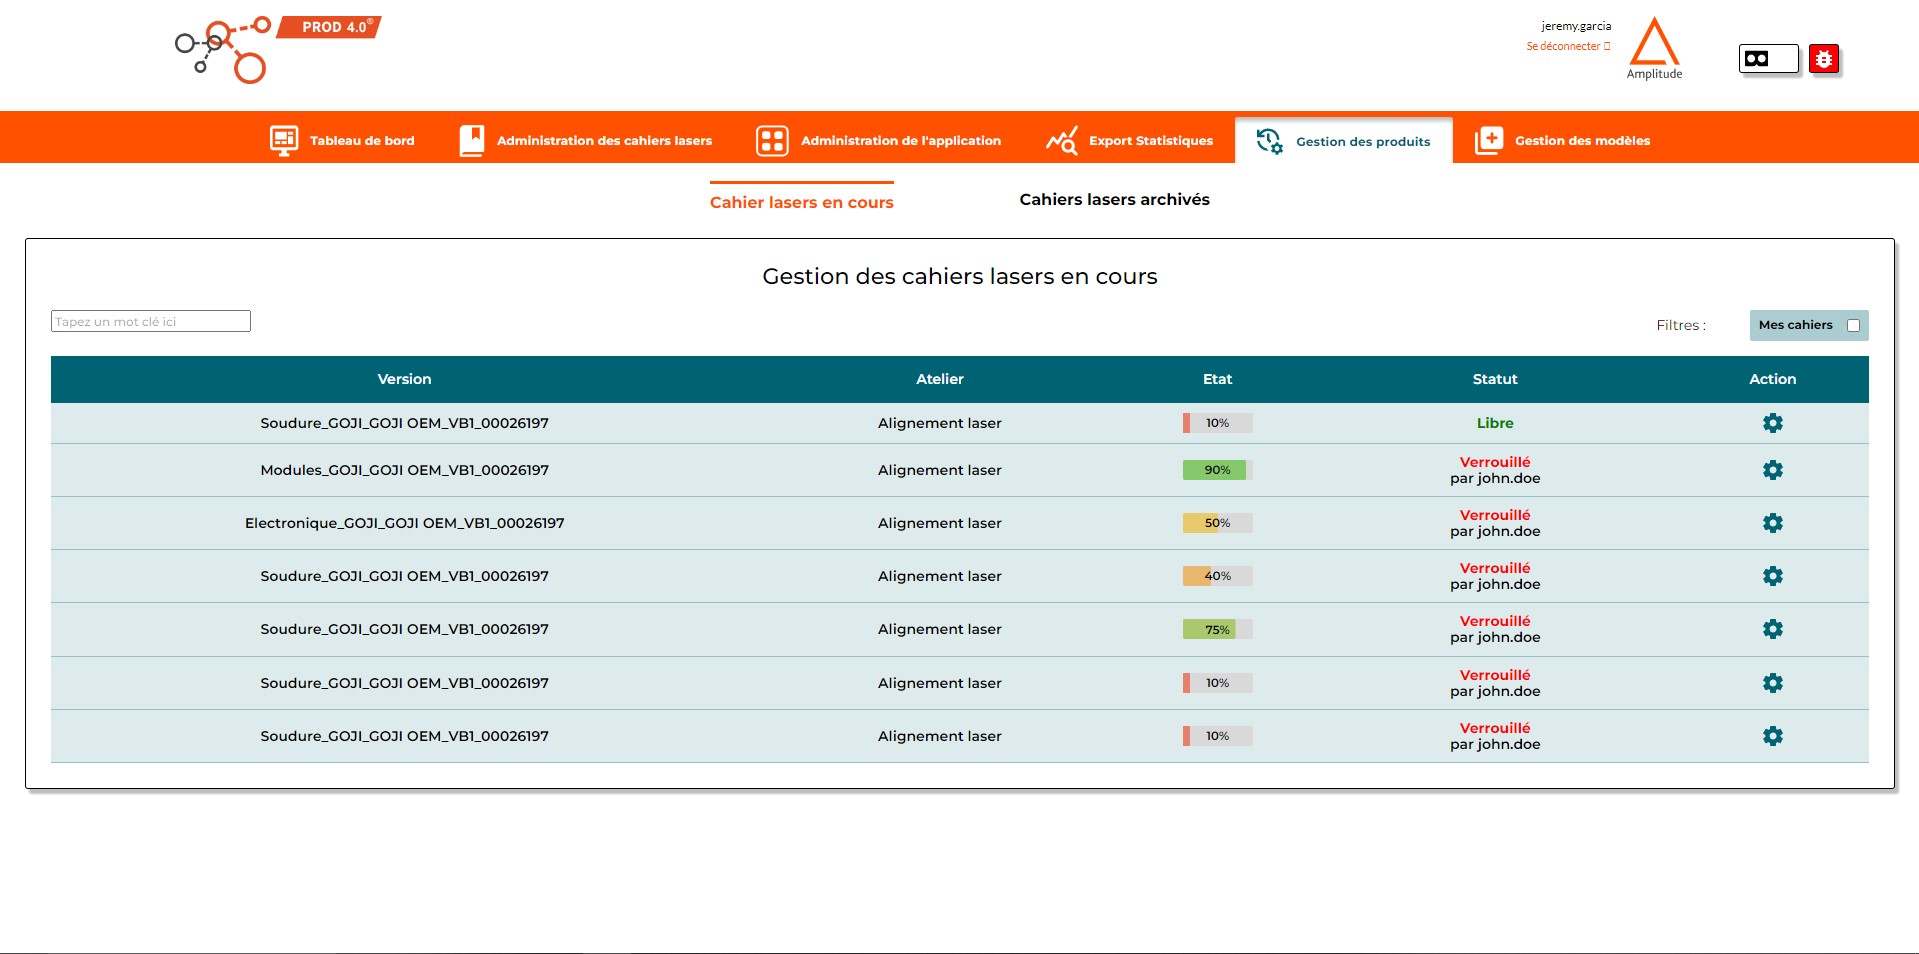 PROD 4.0®
jeremy.garcia
Se déconnecter
Amplitude
Tableau de bord
Administration des cahiers lasers
Administration de l'application
Export Statistiques
Gestion des produits
Gestion des modèles
Cahier lasers en cours
Cahiers lasers archivés
Gestion des cahiers lasers en cours
Tapez un mot clé ici
Filtres :
Mes cahiers
Version Atelier Etat Statut Action
Soudure_GOJI_GOJI OEM_VB1_00026197 Alignement laser 10% Libre
Modules_GOJI_GOJI OEM_VB1_00026197 Alignement laser 90% Verrouillé
par john.doe
Electronique_GOJI_GOJI OEM_VB1_00026197 Alignement laser 50% Verrouillé
par john.doe
Soudure_GOJI_GOJI OEM_VB1_00026197 Alignement laser 40% Verrouillé
par john.doe
Soudure_GOJI_GOJI OEM_VB1_00026197 Alignement laser 75% Verrouillé
par john.doe
Soudure_GOJI_GOJI OEM_VB1_00026197 Alignement laser 10% Verrouillé
par john.doe
Soudure_GOJI_GOJI OEM_VB1_00026197 Alignement laser 10% Verrouillé
par john.doe